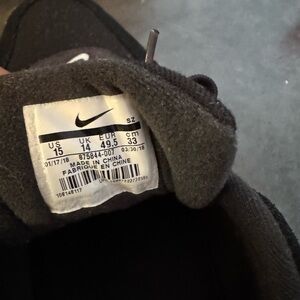 SZ
US UK EUR cm
15 14 49.5 33
01/17/18 875844-007 03/30/18
MADE IN CHINA
FABRIQUÉ EN CHINE